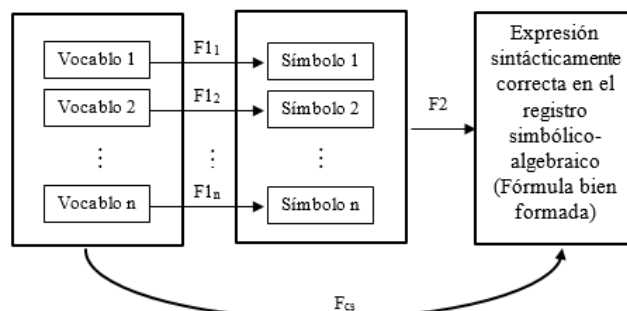 Vocablo 1
F1₁
Símbolo 1
Vocablo 2
F1₂
Símbolo 2
⋮
⋮
⋮
Vocablo n
F1ₙ
Símbolo n
F2
Expresión
sintácticamente
correcta en el
registro
simbólico-
algebraico
(Fórmula bien
formada)
F_cs